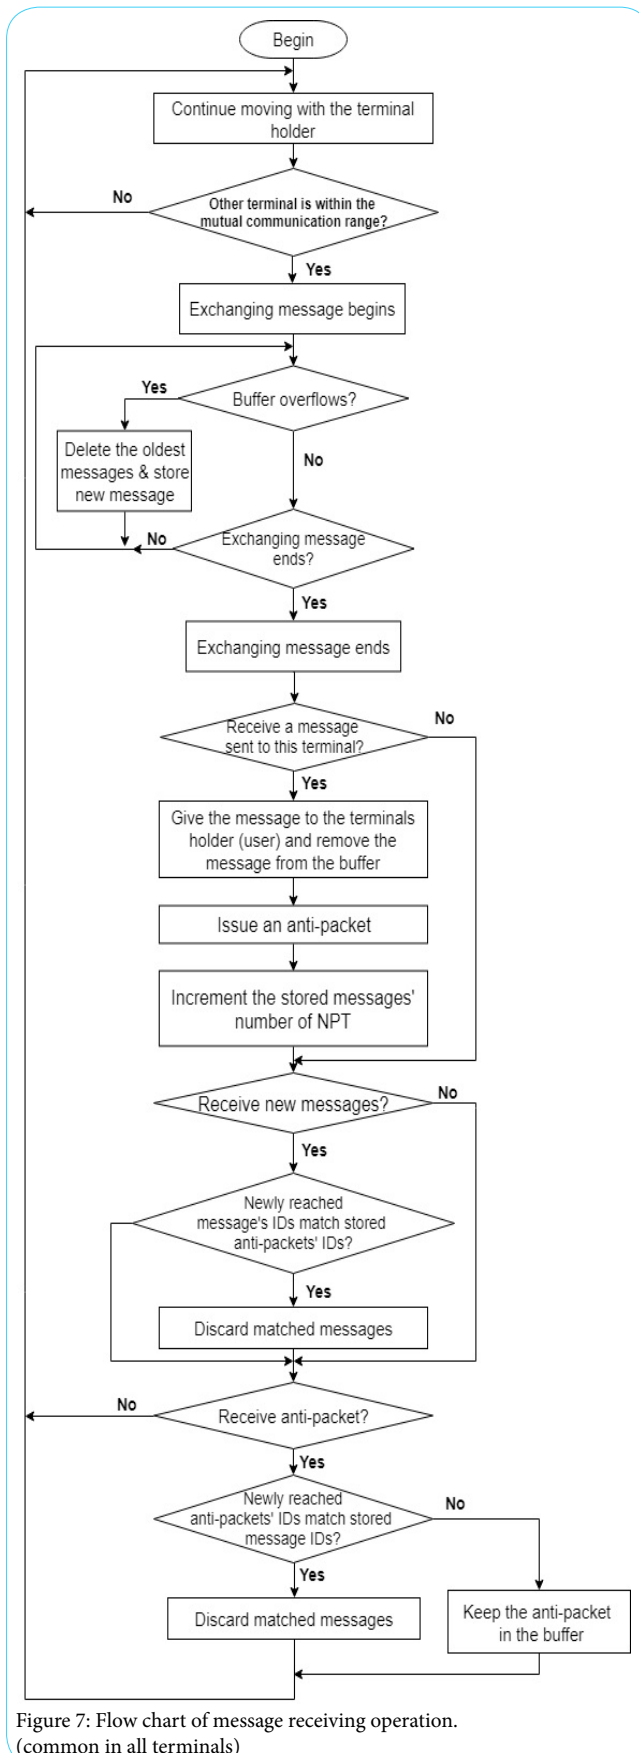 Begin
Continue moving with the terminal
holder
No
Other terminal is within the
mutual communication range?
Yes
Exchanging message begins
Yes
Buffer overflows?
Delete the oldest
messages & store
new message
No
No
Exchanging message
ends?
Yes
Exchanging message ends
No
Receive a message
sent to this terminal?
Yes
Give the message to the terminals
holder (user) and remove the
message from the buffer
Issue an anti-packet
Increment the stored messages'
number of NPT
No
Receive new messages?
Yes
Newly reached
message's IDs match stored
anti-packets' IDs?
Yes
Discard matched messages
No
Receive anti-packet?
Yes
Newly reached
anti-packets' IDs match stored
message IDs?
No
Yes
Discard matched messages
Keep the anti-packet
in the buffer
Figure 7: Flow chart of message receiving operation.
(common in all terminals)